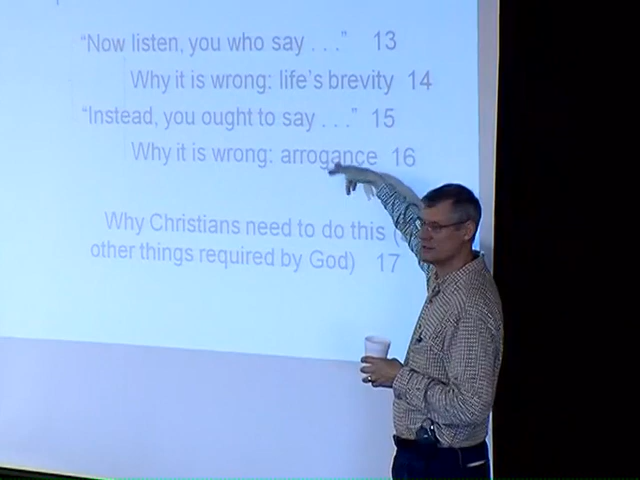 "Now listen, you who say . . ." 13
Why it is wrong: life's brevity 14
"Instead, you ought to say . . ." 15
Why it is wrong: arrogance 16
Why Christians need to do this (
other things required by God) 17